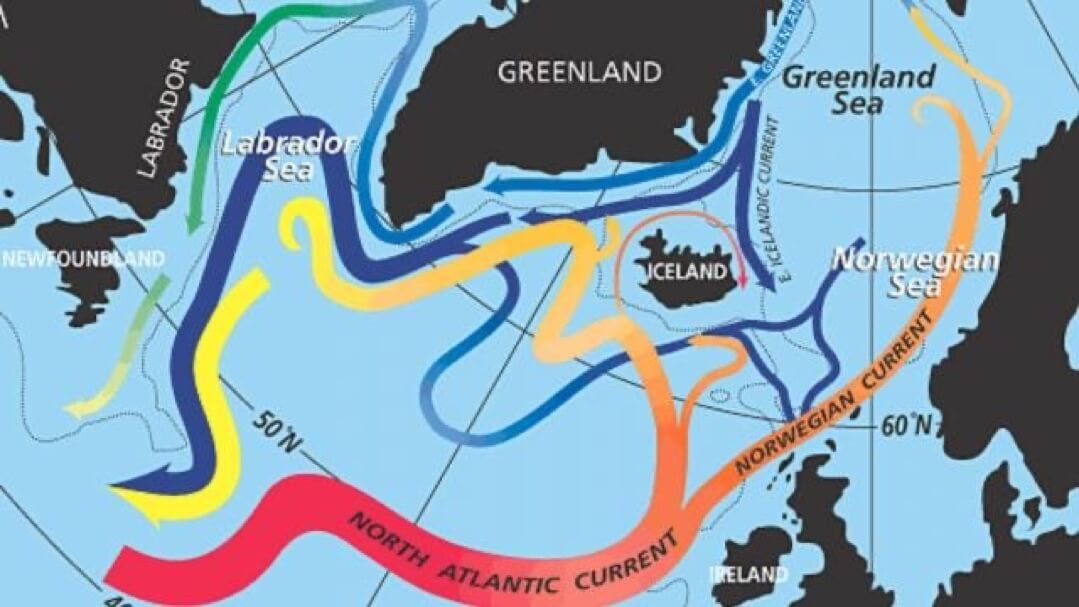 E. GREENLAND
GREENLAND
Greenland
Sea
LABRADOR
Labrador
Sea
E. ICELANDIC CURRENT
NEWFOUNDLAND
ICELAND
Norwegian
Sea
NORWEGIAN CURRENT
50°N
60°N
NORTH ATLANTIC CURRENT
IRELAND